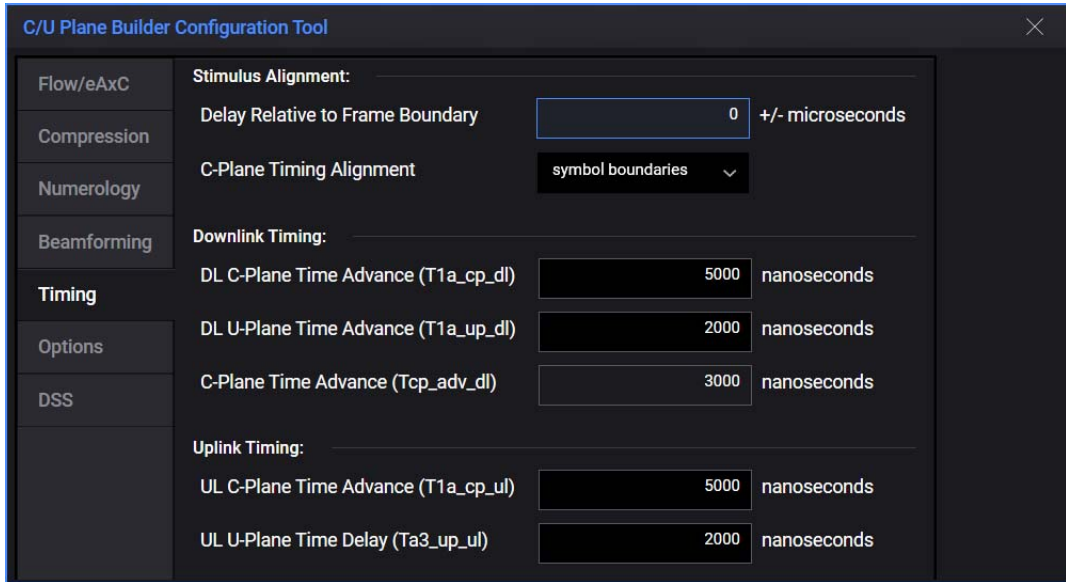 C/U Plane Builder Configuration Tool
Flow/eAxC
Compression
Numerology
Beamforming
Timing
Options
DSS
Stimulus Alignment:
Delay Relative to Frame Boundary 0 +/- microseconds
C-Plane Timing Alignment symbol boundaries
Downlink Timing:
DL C-Plane Time Advance (T1a_cp_dl) 5000 nanoseconds
DL U-Plane Time Advance (T1a_up_dl) 2000 nanoseconds
C-Plane Time Advance (Tcp_adv_dl) 3000 nanoseconds
Uplink Timing:
UL C-Plane Time Advance (T1a_cp_ul) 5000 nanoseconds
UL U-Plane Time Delay (Ta3_up_ul) 2000 nanoseconds